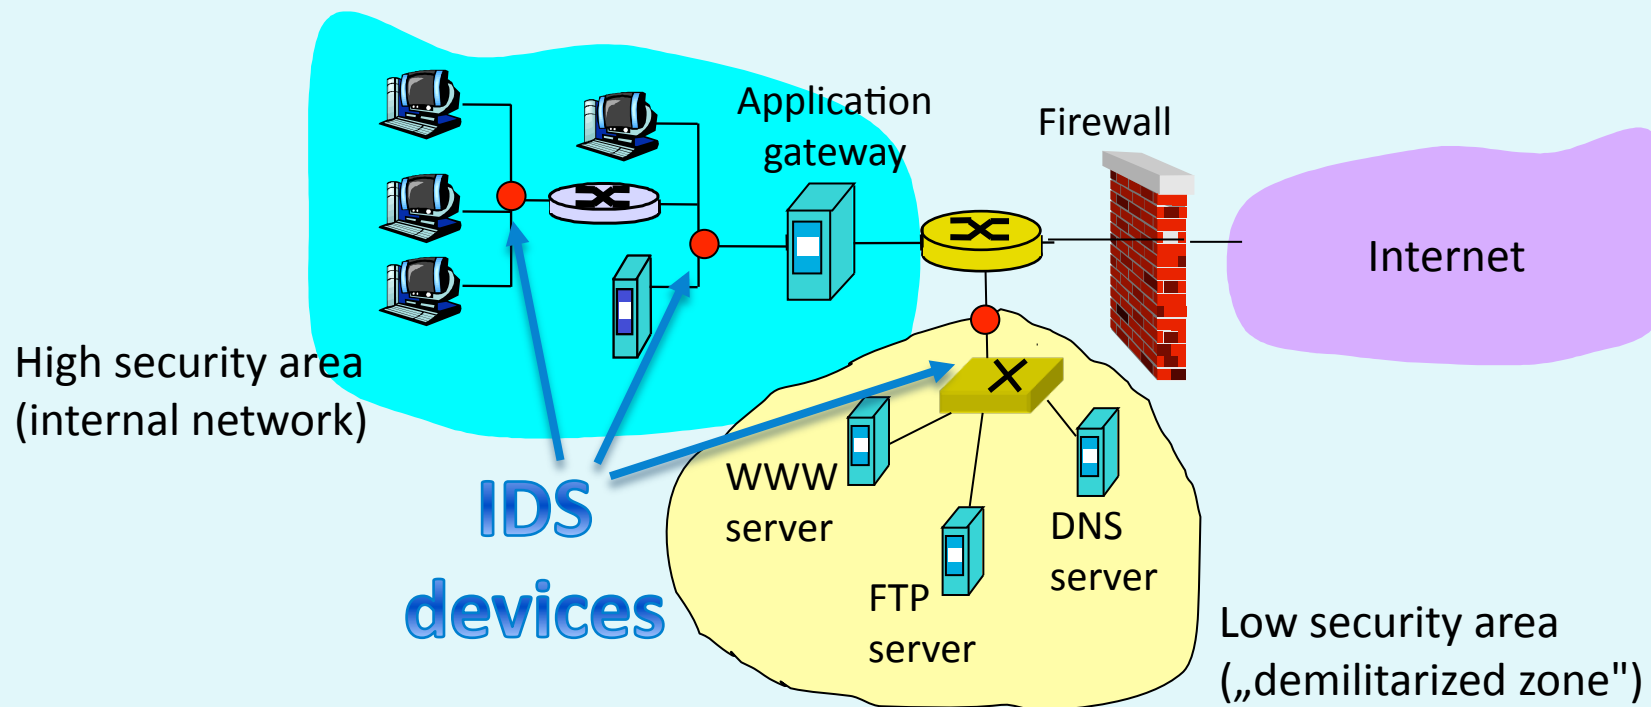 Application
gateway
Firewall
Internet
High security area
(internal network)
IDS
devices
WWW
server
FTP
server
DNS
server
Low security area
(„demilitarized zone")